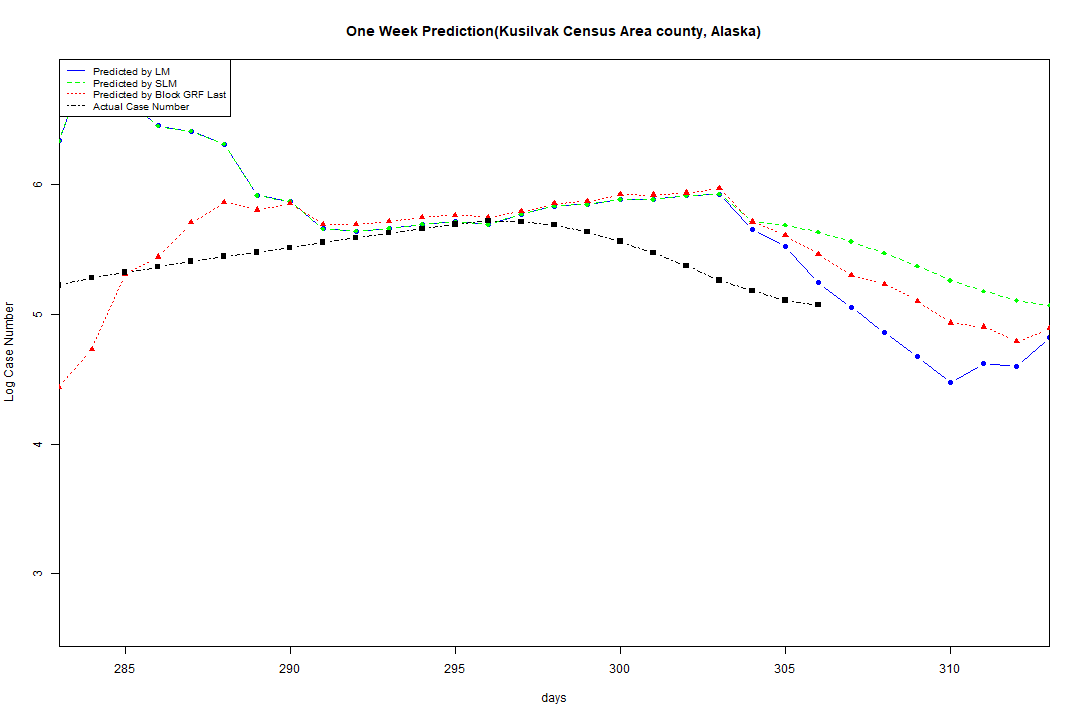 One Week Prediction(Kusilvak Census Area county, Alaska)
Predicted by LM
Predicted by SLM
Predicted by Block GRF Last
Actual Case Number
6
5
4
3
Log Case Number
285 290 295 300 305 310
days